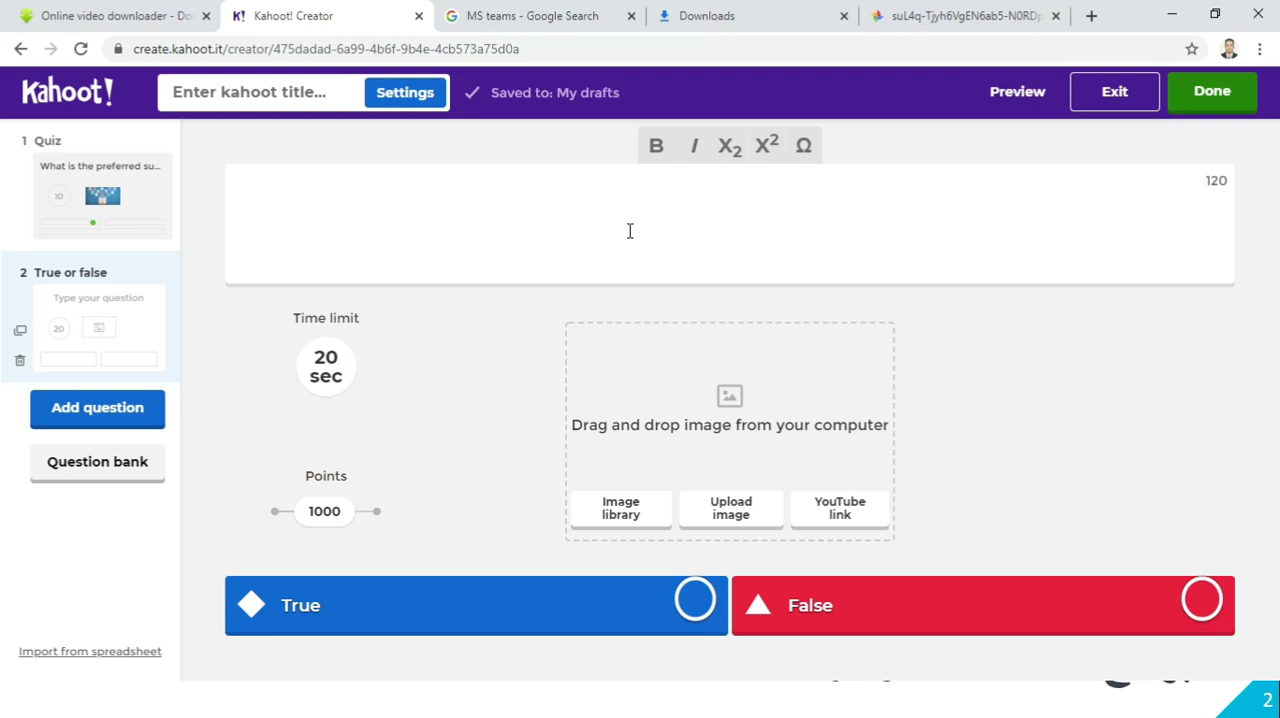 Online video downloader - Do
Kahoot! Creator
MS teams - Google Search
Downloads
suL4q-Tjyh6VgEN6ab5-N0RDp
create.kahoot.it/creator/475dadad-6a99-4b6f-9b4e-4cb573a75d0a
Kahoot!
Enter kahoot title...
Settings
Saved to: My drafts
Preview
Exit
Done
1 Quiz
What is the preferred su...
10
2 True or false
Type your question
20
Add question
Question bank
Import from spreadsheet
B I X2 X2 Ω
120
Time limit
20
sec
Points
1000
Drag and drop image from your computer
Image
library
Upload
image
YouTube
link
True
False
2